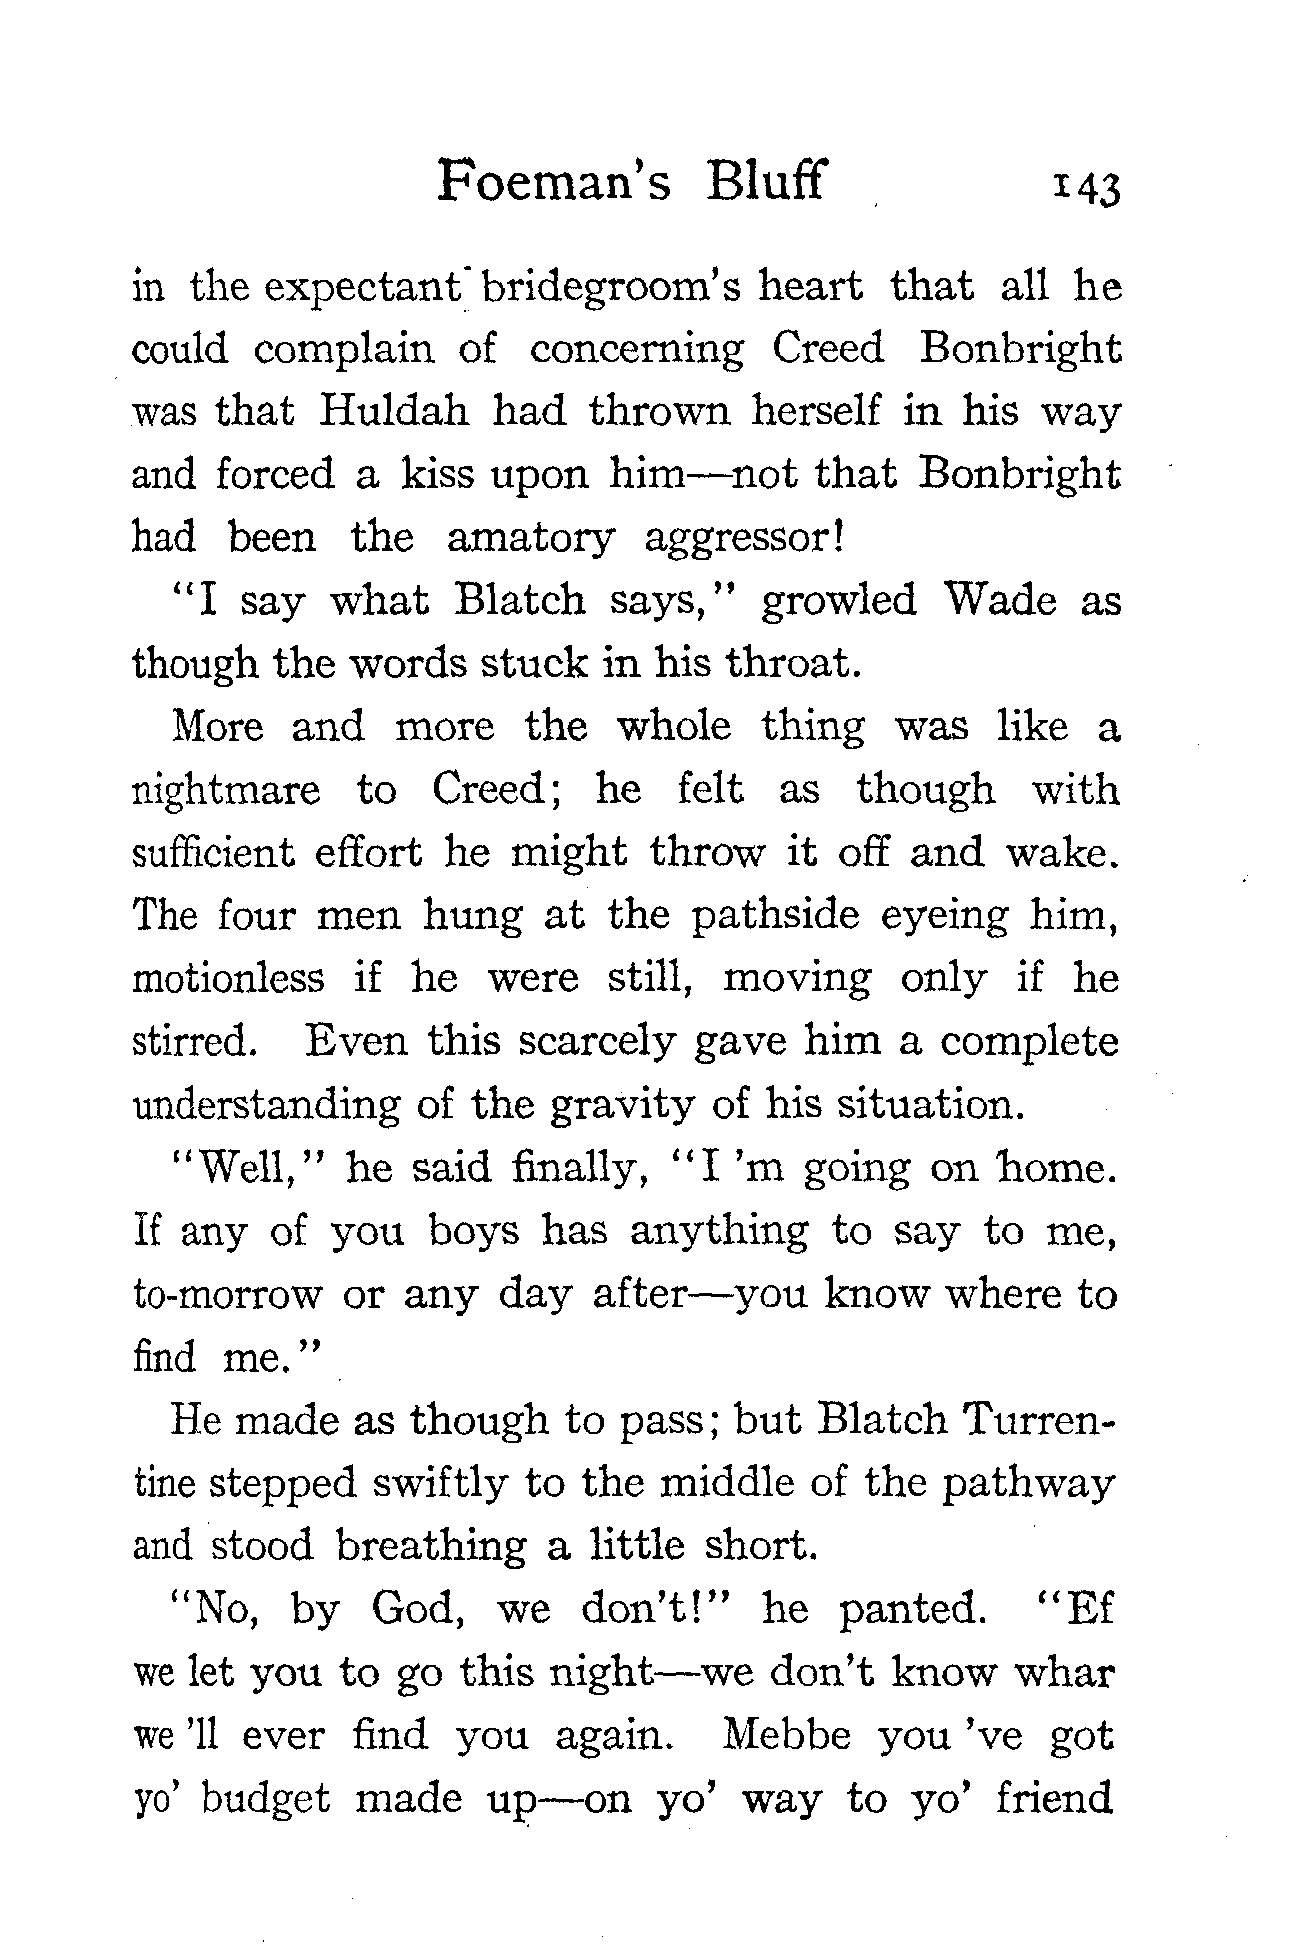 Foeman's Bluff 143
in the expectant bridegroom's heart that all he
could complain of concerning Creed Bonbright
was that Huldah had thrown herself in his way
and forced a kiss upon him—not that Bonbright
had been the amatory aggressor!
"I say what Blatch says," growled Wade as
though the words stuck in his throat.
More and more the whole thing was like a
nightmare to Creed; he felt as though with
sufficient effort he might throw it off and wake.
The four men hung at the pathside eyeing him,
motionless if he were still, moving only if he
stirred. Even this scarcely gave him a complete
understanding of the gravity of his situation.
"Well," he said finally, "I 'm going on home.
If any of you boys has anything to say to me,
to-morrow or any day after—you know where to
find me."
He made as though to pass; but Blatch Turren-
tine stepped swiftly to the middle of the pathway
and stood breathing a little short.
"No, by God, we don't!" he panted. "Ef
we let you to go this night—we don't know whar
we 'll ever find you again. Mebbe you 've got
yo' budget made up—on yo' way to yo' friend